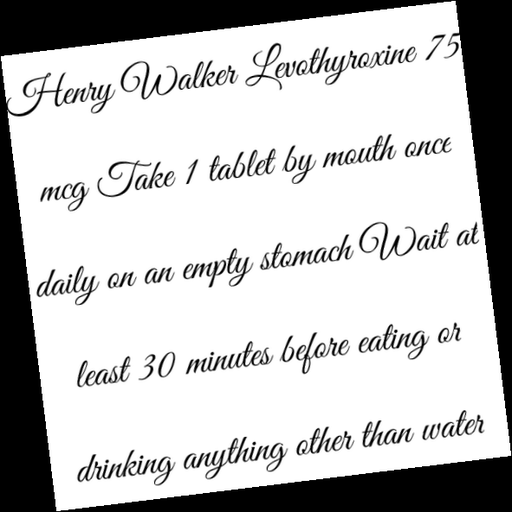 Henry Walker Levothyroxine 75
mcg Take 1 tablet by mouth once
daily on an empty stomach Wait at
least 30 minutes before eating or
drinking anything other than water